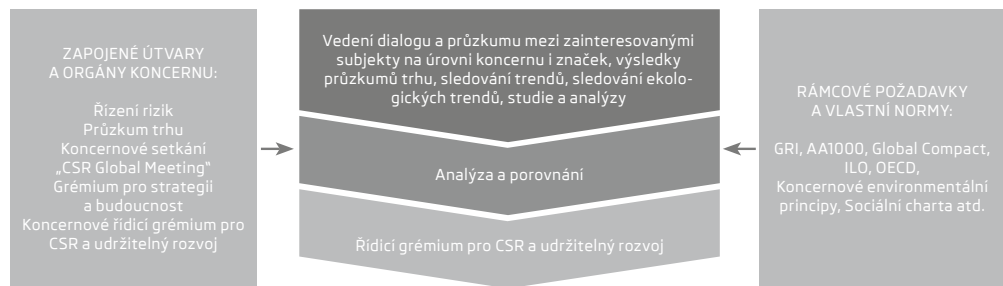 ZAPOJENÉ ÚTVARY
A ORGÁNY KONCERNU:
Řízení rizik
Průzkum trhu
Koncernové setkání
„CSR Global Meeting“
Grémium pro strategii
a budoucnost
Koncernové řídicí grémium pro
CSR a udržitelný rozvoj
Vedení dialogu a průzkumu mezi zainteresovanými
subjekty na úrovni koncernu i značek, výsledky
průzkumů trhu, sledování trendů, sledování ekolo-
gických trendů, studie a analýzy
Analýza a porovnání
Řídicí grémium pro CSR a udržitelný rozvoj
RÁMCOVÉ POŽADAVKY
A VLASTNÍ NORMY:
GRI, AA1000, Global Compact,
ILO, OECD,
Koncernové environmentální
principy, Sociální charta atd.